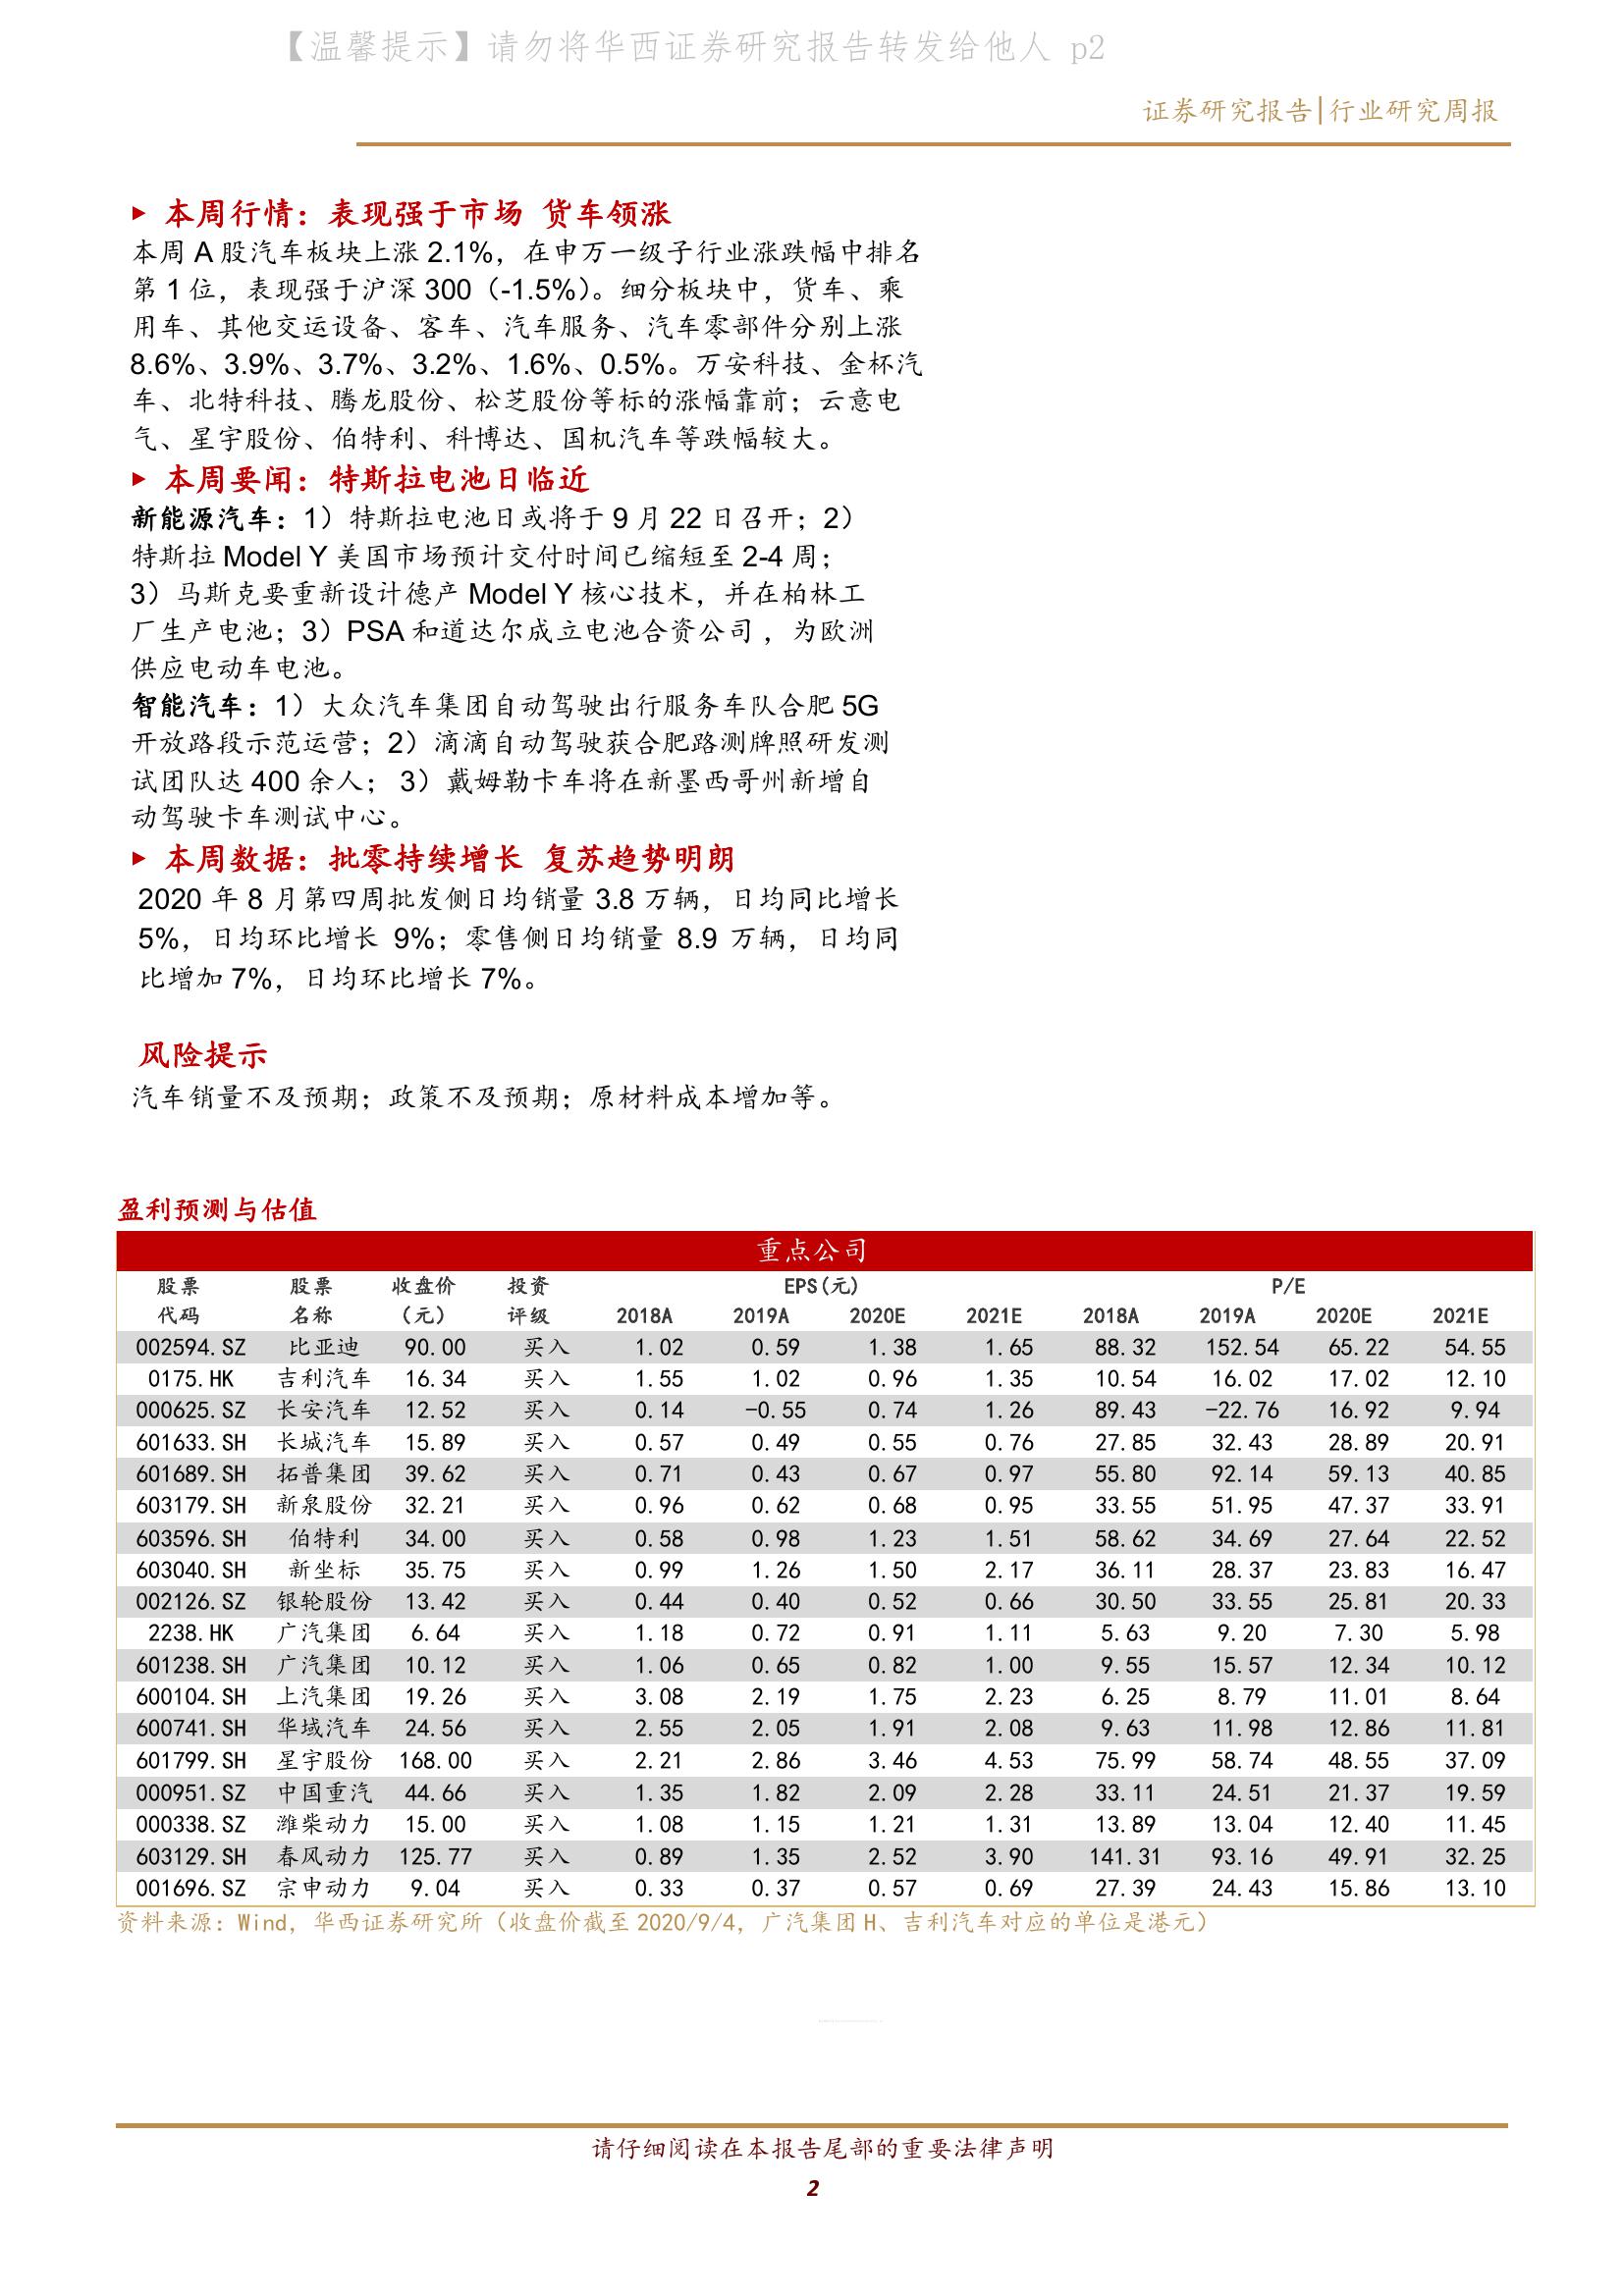 【温馨提示】请勿将华西证券研究报告转发给他人 p2
证券研究报告|行业研究周报
▶ 本周行情：表现强于市场 货车领涨
本周 A 股汽车板块上涨 2.1%，在申万一级子行业涨跌幅中排名
第 1 位，表现强于沪深 300（-1.5%）。细分板块中，货车、乘
用车、其他交运设备、客车、汽车服务、汽车零部件分别上涨
8.6%、3.9%、3.7%、3.2%、1.6%、0.5%。万安科技、金杯汽
车、北特科技、腾龙股份、松芝股份等标的涨幅靠前；云意电
气、星宇股份、伯特利、科博达、国机汽车等跌幅较大。
▶ 本周要闻：特斯拉电池日临近
新能源汽车：1）特斯拉电池日或将于 9 月 22 日召开；2）
特斯拉 Model Y 美国市场预计交付时间已缩短至 2-4 周；
3）马斯克要重新设计德产 Model Y 核心技术，并在柏林工
厂生产电池；3）PSA 和道达尔成立电池合资公司 ，为欧洲
供应电动车电池。
智能汽车：1）大众汽车集团自动驾驶出行服务车队合肥 5G
开放路段示范运营；2）滴滴自动驾驶获合肥路测牌照研发测
试团队达 400 余人； 3）戴姆勒卡车将在新墨西哥州新增自
动驾驶卡车测试中心。
▶ 本周数据：批零持续增长 复苏趋势明朗
2020 年 8 月第四周批发侧日均销量 3.8 万辆，日均同比增长
5%，日均环比增长 9%；零售侧日均销量 8.9 万辆，日均同
比增加 7%，日均环比增长 7%。
风险提示
汽车销量不及预期；政策不及预期；原材料成本增加等。
盈利预测与估值
重点公司
股票 股票 收盘价 投资 EPS(元) P/E
代码 名称 （元） 评级 2018A 2019A 2020E 2021E 2018A 2019A 2020E 2021E
002594.SZ 比亚迪 90.00 买入 1.02 0.59 1.38 1.65 88.32 152.54 65.22 54.55
0175.HK 吉利汽车 16.34 买入 1.55 1.02 0.96 1.35 10.54 16.02 17.02 12.10
000625.SZ 长安汽车 12.52 买入 0.14 -0.55 0.74 1.26 89.43 -22.76 16.92 9.94
601633.SH 长城汽车 15.89 买入 0.57 0.49 0.55 0.76 27.85 32.43 28.89 20.91
601689.SH 拓普集团 39.62 买入 0.71 0.43 0.67 0.97 55.80 92.14 59.13 40.85
603179.SH 新泉股份 32.21 买入 0.96 0.62 0.68 0.95 33.55 51.95 47.37 33.91
603596.SH 伯特利 34.00 买入 0.58 0.98 1.23 1.51 58.62 34.69 27.64 22.52
603040.SH 新坐标 35.75 买入 0.99 1.26 1.50 2.17 36.11 28.37 23.83 16.47
002126.SZ 银轮股份 13.42 买入 0.44 0.40 0.52 0.66 30.50 33.55 25.81 20.33
2238.HK 广汽集团 6.64 买入 1.18 0.72 0.91 1.11 5.63 9.20 7.30 5.98
601238.SH 广汽集团 10.12 买入 1.06 0.65 0.82 1.00 9.55 15.57 12.34 10.12
600104.SH 上汽集团 19.26 买入 3.08 2.19 1.75 2.23 6.25 8.79 11.01 8.64
600741.SH 华域汽车 24.56 买入 2.55 2.05 1.91 2.08 9.63 11.98 12.86 11.81
601799.SH 星宇股份 168.00 买入 2.21 2.86 3.46 4.53 75.99 58.74 48.55 37.09
000951.SZ 中国重汽 44.66 买入 1.35 1.82 2.09 2.28 33.11 24.51 21.37 19.59
000338.SZ 潍柴动力 15.00 买入 1.08 1.15 1.21 1.31 13.89 13.04 12.40 11.45
603129.SH 春风动力 125.77 买入 0.89 1.35 2.52 3.90 141.31 93.16 49.91 32.25
001696.SZ 宗申动力 9.04 买入 0.33 0.37 0.57 0.69 27.39 24.43 15.86 13.10
资料来源：Wind，华西证券研究所（收盘价截至 2020/9/4，广汽集团 H、吉利汽车对应的单位是港元）
请仔细阅读在本报告尾部的重要法律声明
2